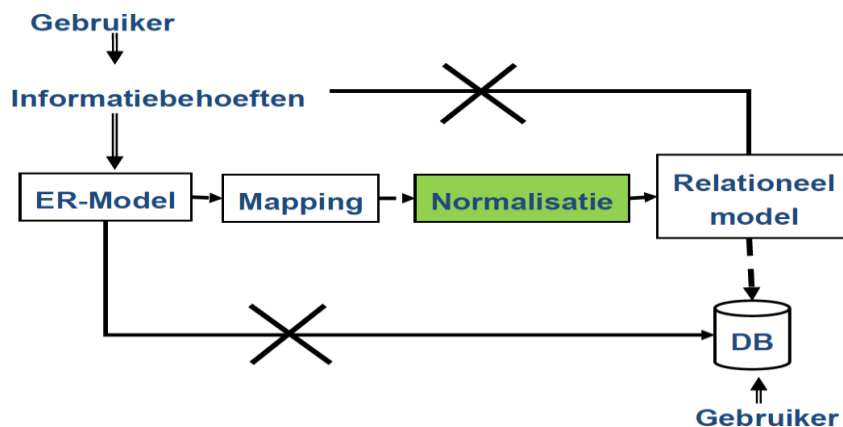 Gebruiker
Informatiebehoeften
ER-Model
Mapping
Normalisatie
Relationeel
model
DB
Gebruiker